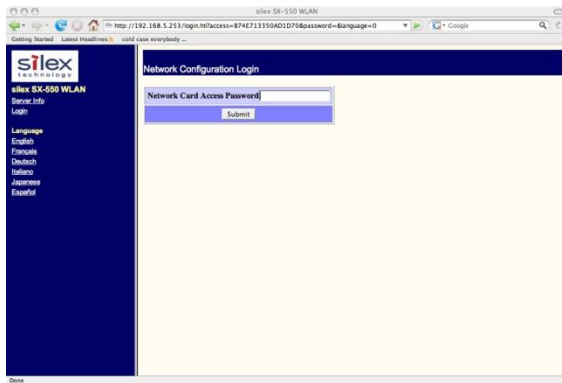 silex SX-550 WLAN
http://192.168.5.253/login.htl?access=874E713350AD1D70&password=&language=0
Google
Getting Started Latest Headlines cold case everybody ...
silex
technology
silex SX-550 WLAN
Server Info
Login
Language
English
Français
Deutsch
Italiano
Japanese
Español
Network Configuration Login
Network Card Access Password
Submit
Done